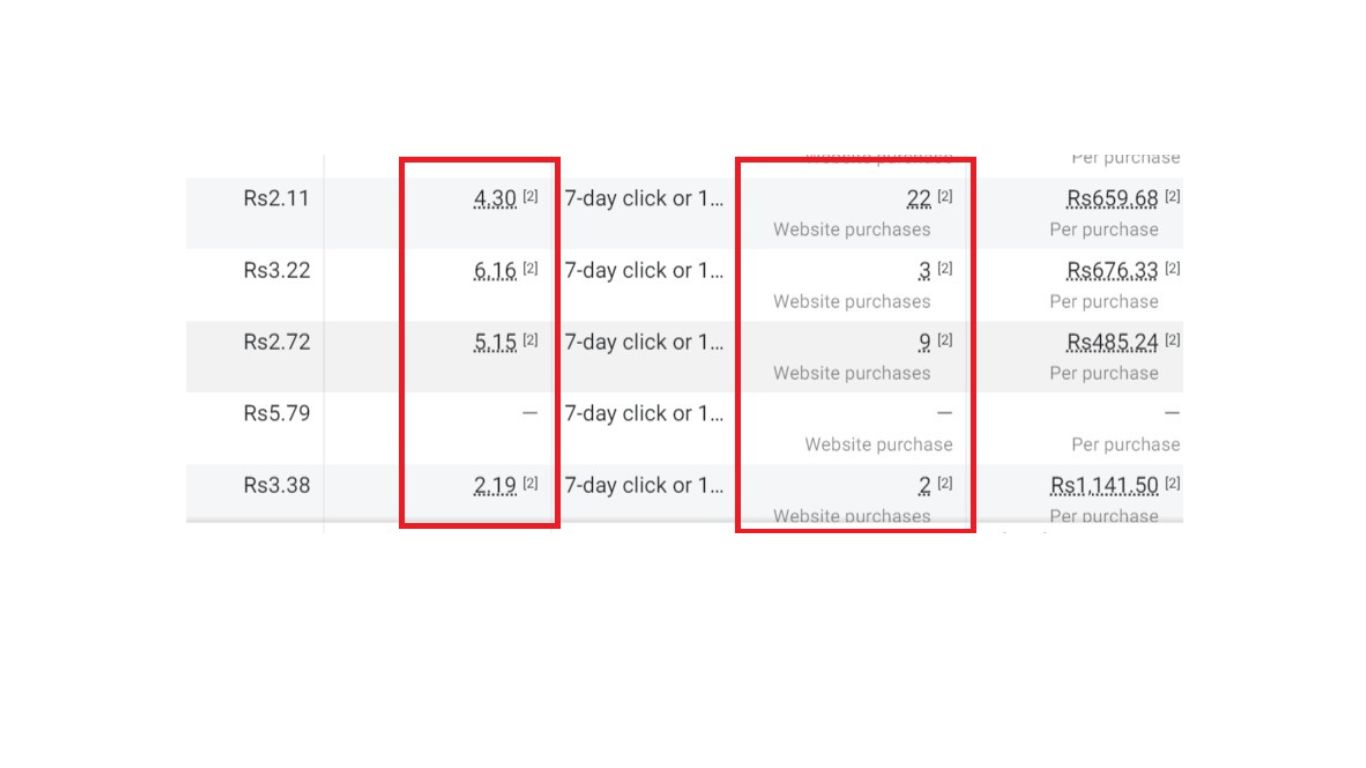 Website purchase Per purchase
Rs2.11 4.30 [2] 7-day click or 1... 22 [2] Rs659.68 [2]
Website purchases Per purchase
Rs3.22 6.16 [2] 7-day click or 1... 3 [2] Rs676.33 [2]
Website purchases Per purchase
Rs2.72 5.15 [2] 7-day click or 1... 9 [2] Rs485.24 [2]
Website purchases Per purchase
Rs5.79 — 7-day click or 1... — —
Website purchase Per purchase
Rs3.38 2.19 [2] 7-day click or 1... 2 [2] Rs1,141.50 [2]
Website purchases Per purchase